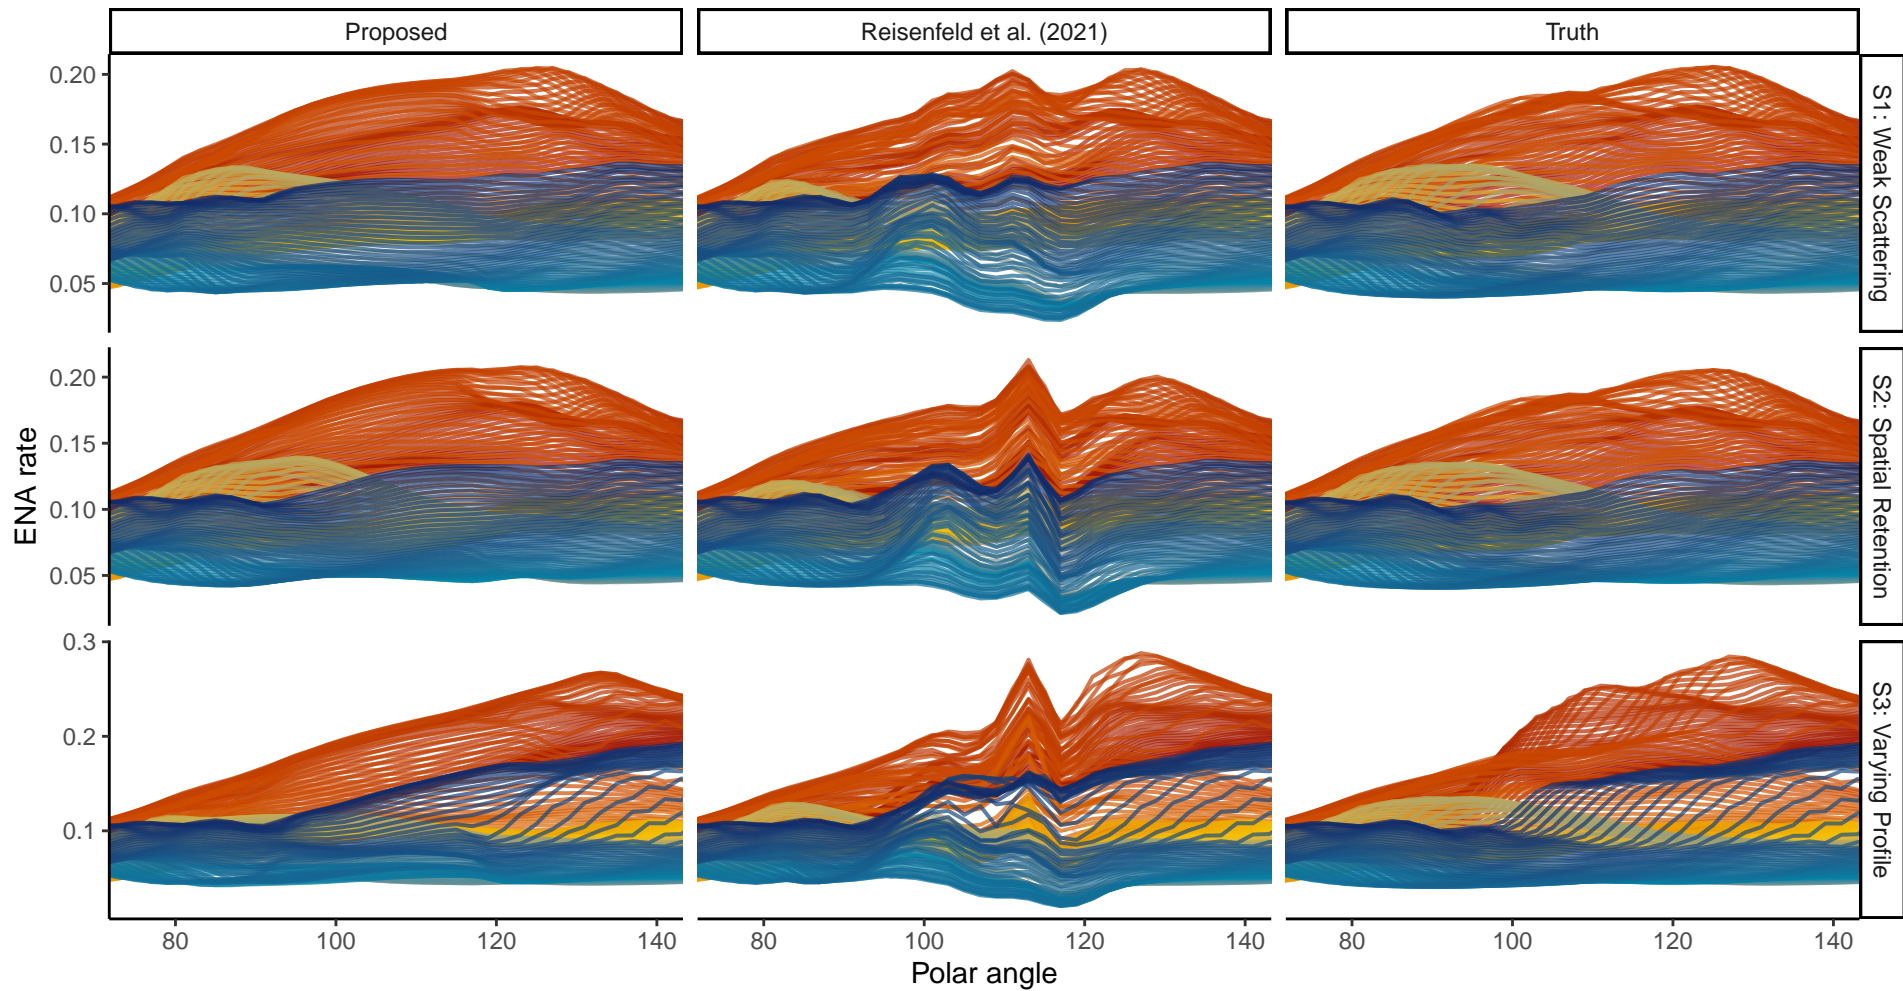 Proposed
Reisenfeld et al. (2021)
Truth
0.20
0.15
0.10
0.05
S1: Weak Scattering
0.20
0.15
0.10
0.05
S2: Spatial Retention
0.3
0.2
0.1
S3: Varying Profile
ENA rate
80
100
120
140
80
100
120
140
80
100
120
140
Polar angle